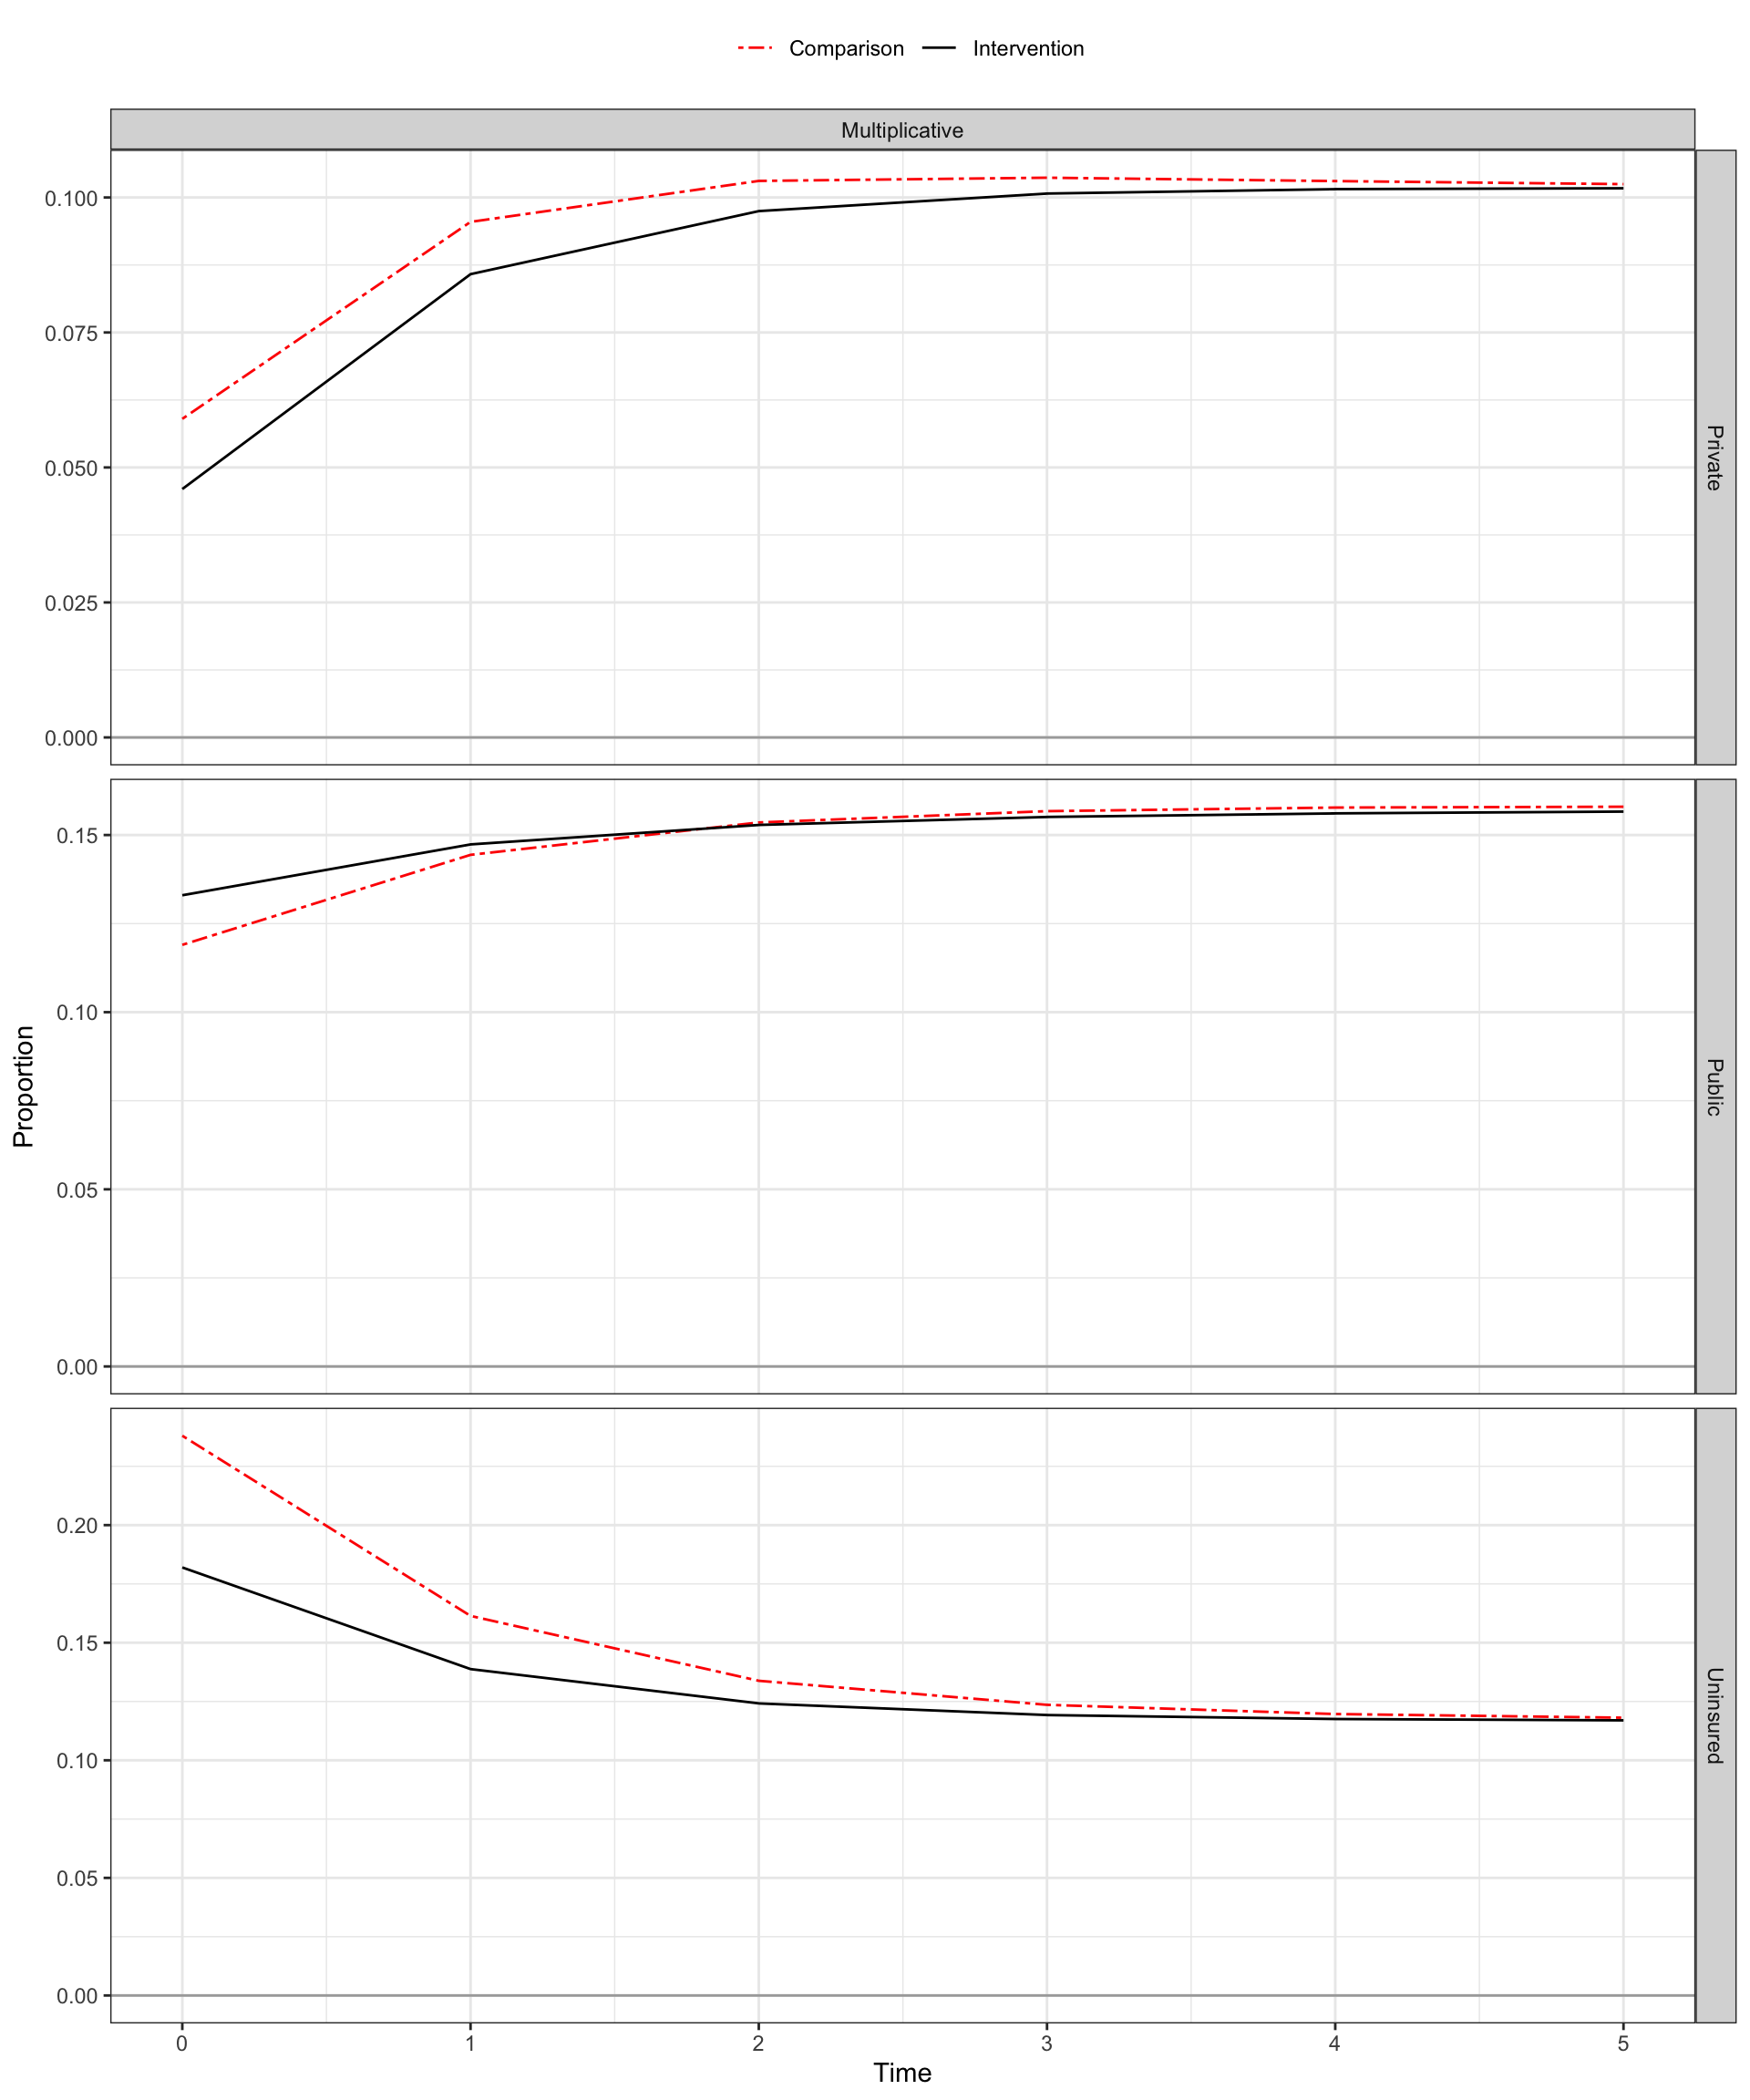 Comparison Intervention
Multiplicative
0.100
0.075
0.050
0.025
0.000
Private
0.15
0.10
0.05
0.00
Public
Proportion
0.20
0.15
0.10
0.05
0.00
Uninsured
0 1 2 3 4 5
Time